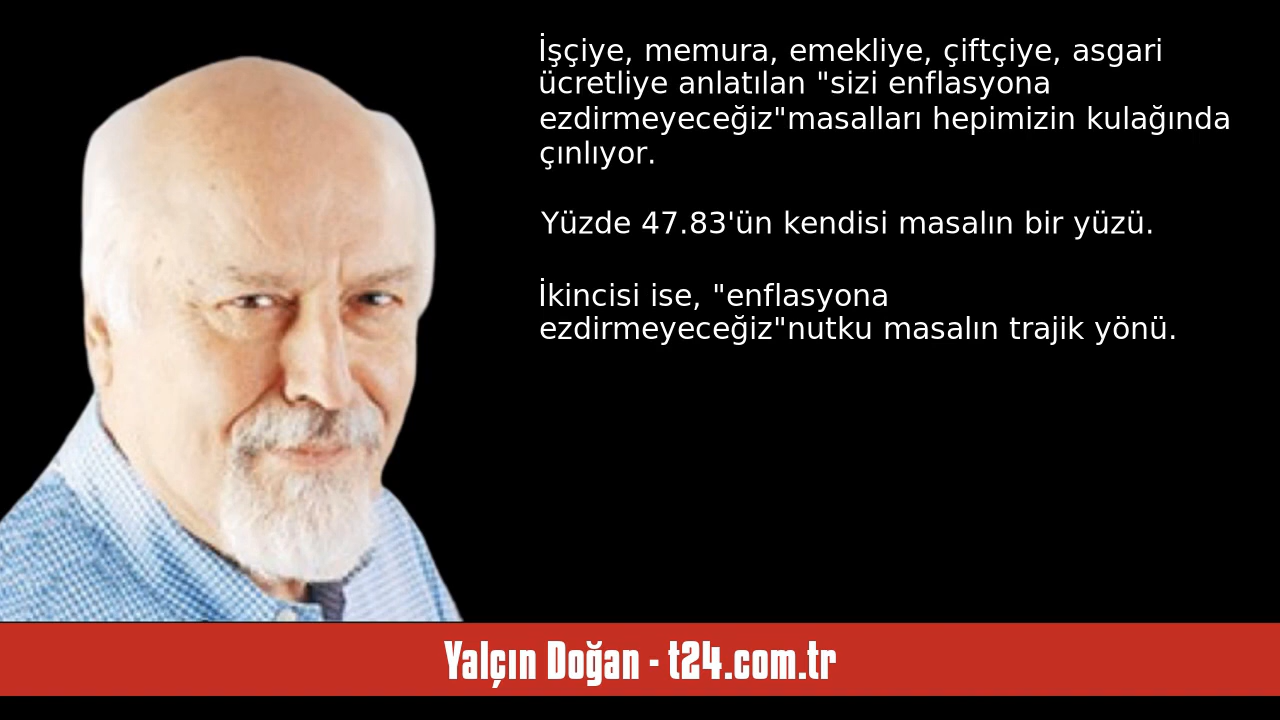 İşçiye, memura, emekliye, çiftçiye, asgari
ücretliye anlatılan "sizi enflasyona
ezdirmeyeceğiz"masalları hepimizin kulağında
çınlıyor.
Yüzde 47.83'ün kendisi masalın bir yüzü.
İkincisi ise, "enflasyona
ezdirmeyeceğiz"nutku masalın trajik yönü.
Yalçın Doğan - t24.com.tr